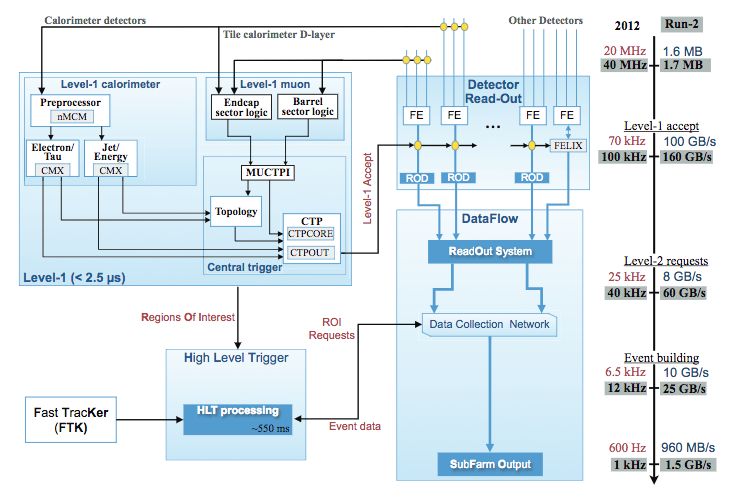 Calorimeter detectors
Tile calorimeter D-layer
Other Detectors
2012
Run-2
20 MHz
1.6 MB
40 MHz
1.7 MB
Level-1 calorimeter
Preprocessor
nMCM
Electron/
Tau
CMX
Jet/
Energy
CMX
Level-1 muon
Endcap
sector logic
Barrel
sector logic
MUCTPI
Topology
CTP
CTPCORE
CTPOUT
Central trigger
Level-1 (< 2.5 µs)
Level-1 Accept
Detector
Read-Out
FE
FE
...
FE
FE
FELIX
ROD
ROD
ROD
Level-1 accept
70 kHz
100 GB/s
100 kHz
160 GB/s
DataFlow
ReadOut System
Data Collection Network
SubFarm Output
Level-2 requests
25 kHz
8 GB/s
40 kHz
60 GB/s
Regions Of Interest
ROI
Requests
Event data
High Level Trigger
HLT processing
~550 ms
Fast TracKer
(FTK)
Event building
6.5 kHz
10 GB/s
12 kHz
25 GB/s
600 Hz
960 MB/s
1 kHz
1.5 GB/s